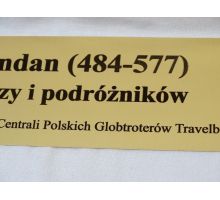 ndan (484-577)
zy i podróżników
Centrali Polskich Globtroterów Travelb